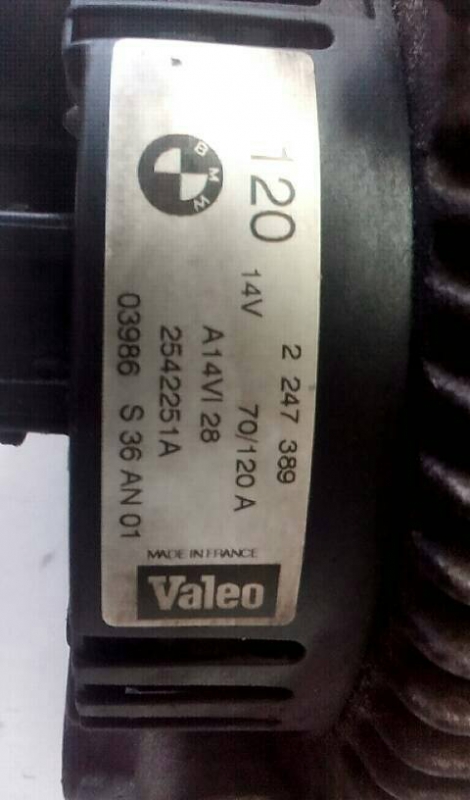 120
2 247 389
14V 70/120 A
BMW
A14VI 28
2542251A
03986 S 36 AN 01
MADE IN FRANCE
Valeo